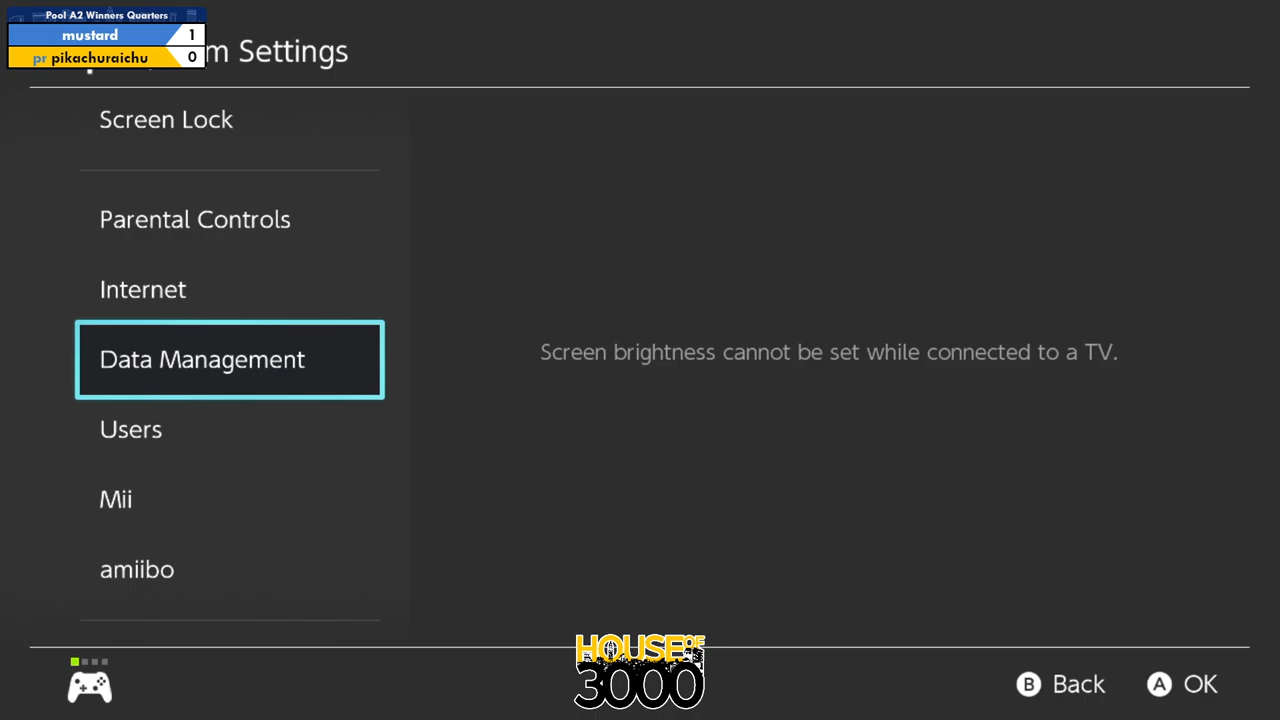 Pool A2 Winners Quarters
mustard 1
pr pikachuraichu 0
m Settings
Screen Lock
Parental Controls
Internet
Data Management
Users
Mii
amiibo
Screen brightness cannot be set while connected to a TV.
HOUSE OF
3000
B Back A OK